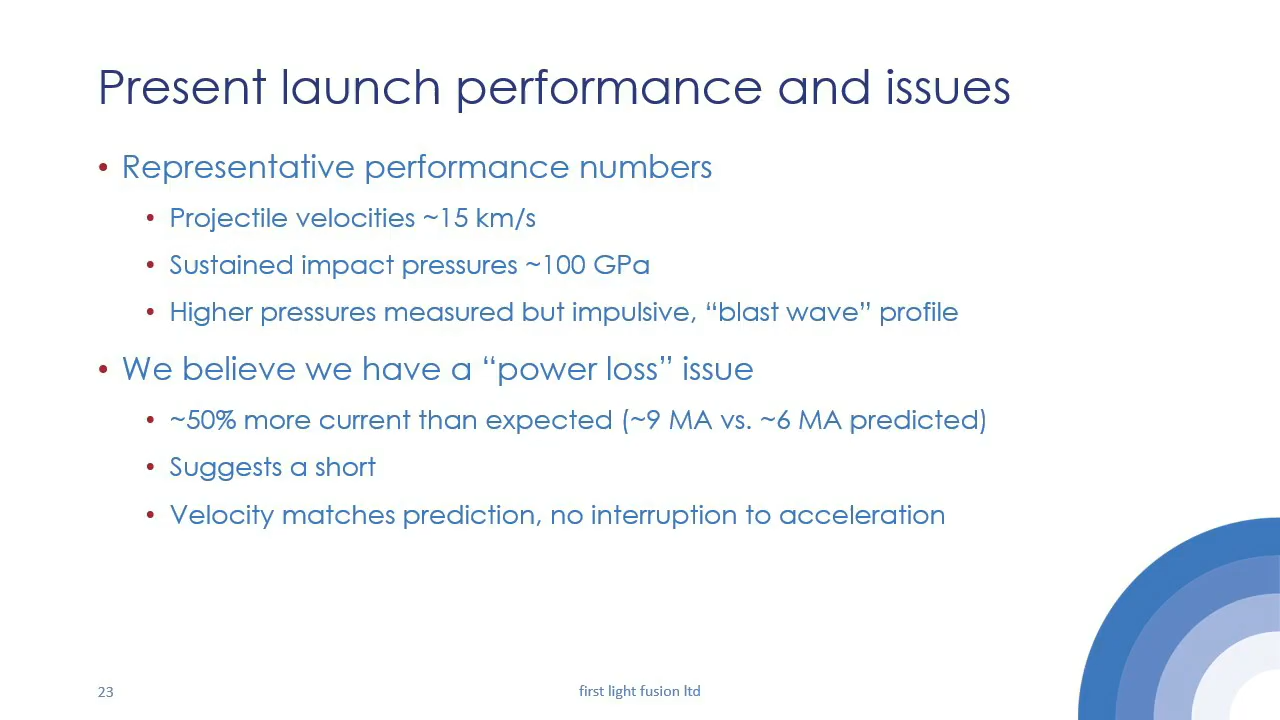 Present launch performance and issues
• Representative performance numbers
• Projectile velocities ~15 km/s
• Sustained impact pressures ~100 GPa
• Higher pressures measured but impulsive, “blast wave” profile
• We believe we have a “power loss” issue
• ~50% more current than expected (~9 MA vs. ~6 MA predicted)
• Suggests a short
• Velocity matches prediction, no interruption to acceleration
23
first light fusion ltd